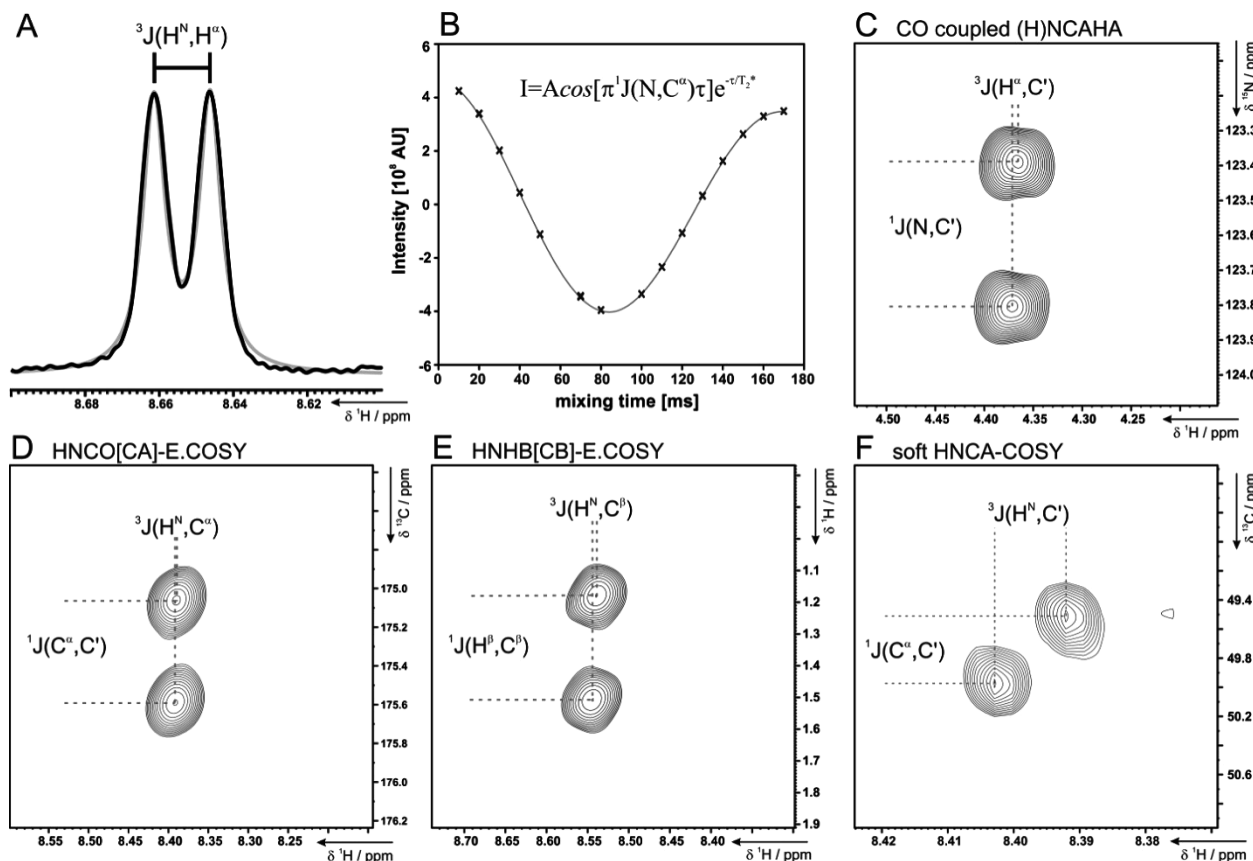 A
³J(Hᴺ,Hᵅ)
8.68
8.66
8.64
8.62
δ ¹H / ppm
B
I=Acos[π¹J(N,Cᵅ)τ]e^-τ/T₂*
Intensity [10⁸ AU]
6
4
2
0
-2
-4
-6
0
20
40
60
80
100
120
140
160
180
mixing time [ms]
C CO coupled (H)NCAHA
³J(Hᵅ,C')
¹J(N,C')
δ ¹⁵N / ppm
123.3
123.4
123.5
123.6
123.7
123.8
123.9
124.0
4.50
4.45
4.40
4.35
4.30
4.25
δ ¹H / ppm
D HNCO[CA]-E.COSY
³J(Hᴺ,Cᵅ)
¹J(Cᵅ,C')
δ ¹³C / ppm
175.0
175.2
175.4
175.6
175.8
176.0
176.2
8.55
8.50
8.45
8.40
8.35
8.30
8.25
δ ¹H / ppm
E HNHB[CB]-E.COSY
³J(Hᴺ,Cᵝ)
¹J(Hᵝ,Cᵝ)
δ ¹H / ppm
1.1
1.2
1.3
1.4
1.5
1.6
1.7
1.8
1.9
8.70
8.65
8.60
8.55
8.50
8.45
8.40
δ ¹H / ppm
F soft HNCA-COSY
³J(Hᴺ,C')
¹J(Cᵅ,C')
δ ¹³C / ppm
49.4
49.8
50.2
50.6
8.42
8.41
8.40
8.39
8.38
δ ¹H / ppm